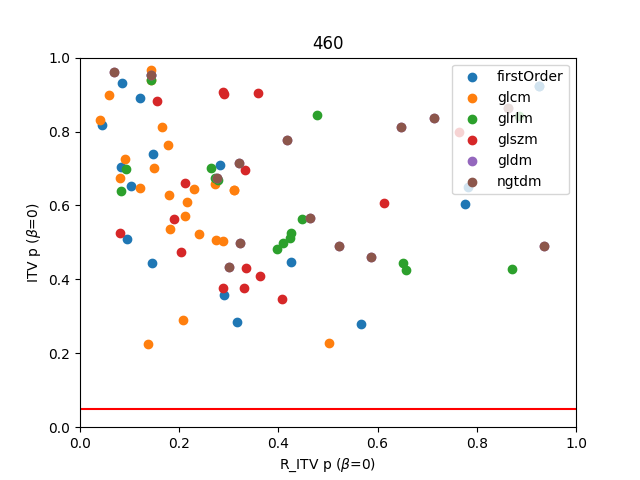 460
firstOrder
glcm
glrlm
glszm
gldm
ngtdm
1.0
0.8
0.6
0.4
0.2
0.0
ITV p (β=0)
0.0 0.2 0.4 0.6 0.8 1.0
R_ITV p (β=0)